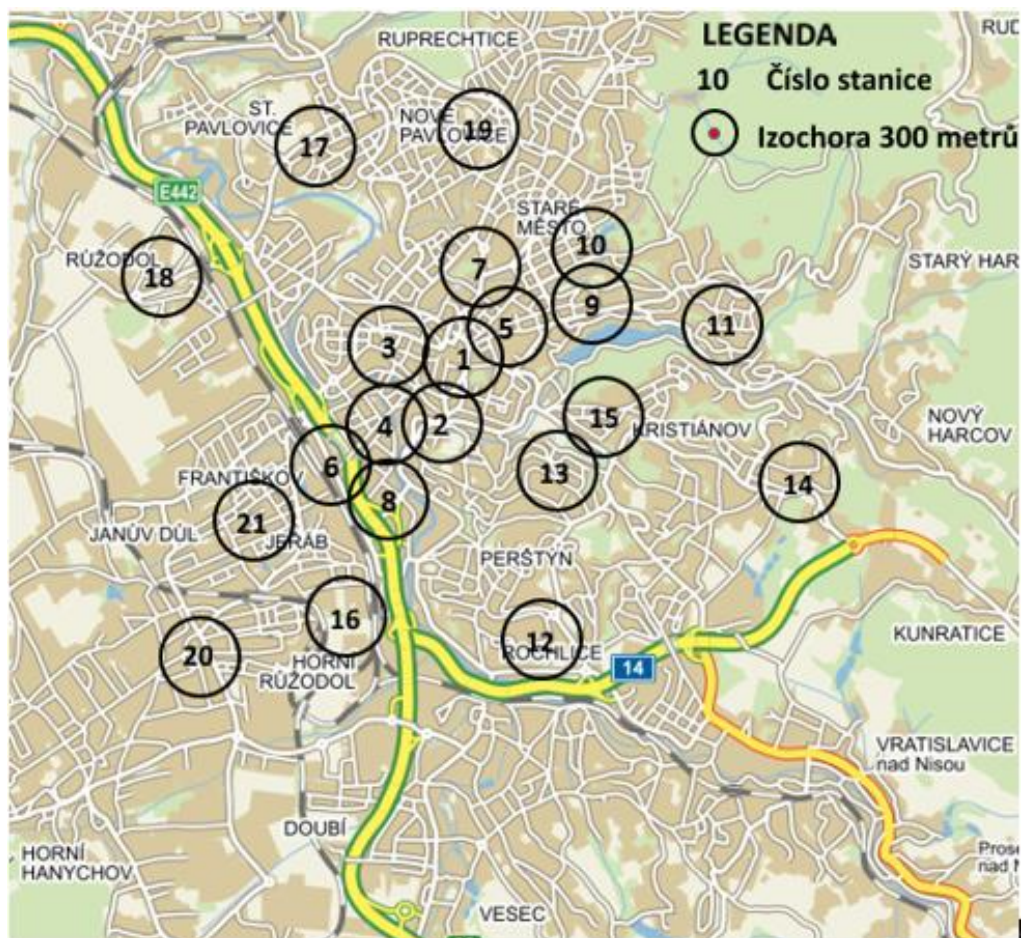 RUPRECHTICE
LEGENDA
RUD
10 Číslo stanice
ST.
PAVLOVICE
NOVÉ
PAVLOVICE
19
17
Izochora 300 metrů
E442
STARÉ
MĚSTO
10
RŮŽODOL
18
7
STARÝ HAR
9
5
11
3
1
15
4
2
KRISTIÁNOV
NOVÝ
HARCOV
6
13
14
FRANTIŠKOV
8
21
JANŮV DŮL
JEŘÁB
PERŠTÝN
16
12
ROCHLICE
KUNRATICE
20
HORNÍ
RŮŽODOL
14
VRATISLAVICE
nad Nisou
DOUBÍ
HORNÍ
HANYCHOV
Prose
nad N
VESEC